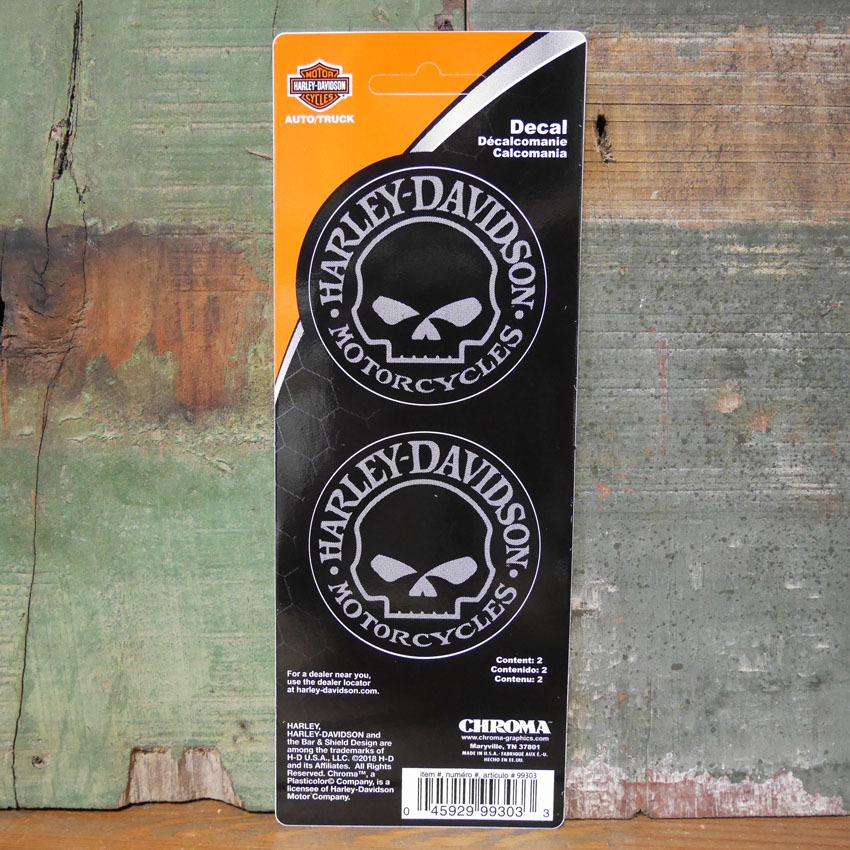 MOTOR
HARLEY-DAVIDSON
CYCLES
AUTO/TRUCK
Decal
Décalcomanie
Calcomania
HARLEY-DAVIDSON
• MOTORCYCLES •
HARLEY-DAVIDSON
• MOTORCYCLES •
Content: 2
Contenido: 2
Contenu: 2
For a dealer near you,
use the dealer locator
at harley-davidson.com.
HARLEY,
HARLEY-DAVIDSON and
the Bar & Shield Design are
among the trademarks of
H-D U.S.A., LLC. ©2018 H-D
and its Affiliates. All Rights
Reserved. Chroma™, a
Plasticolor© Company, is a
licensee of Harley-Davidson
Motor Company.
CHROMA™
www.chroma-graphics.com
Maryville, TN 37801
MADE IN U.S.A. · FABRIQUÉ AUX É.-U.
HECHO EN EE.UU.
item #, numéro #, articulo # 99303
0 45929 99303 3